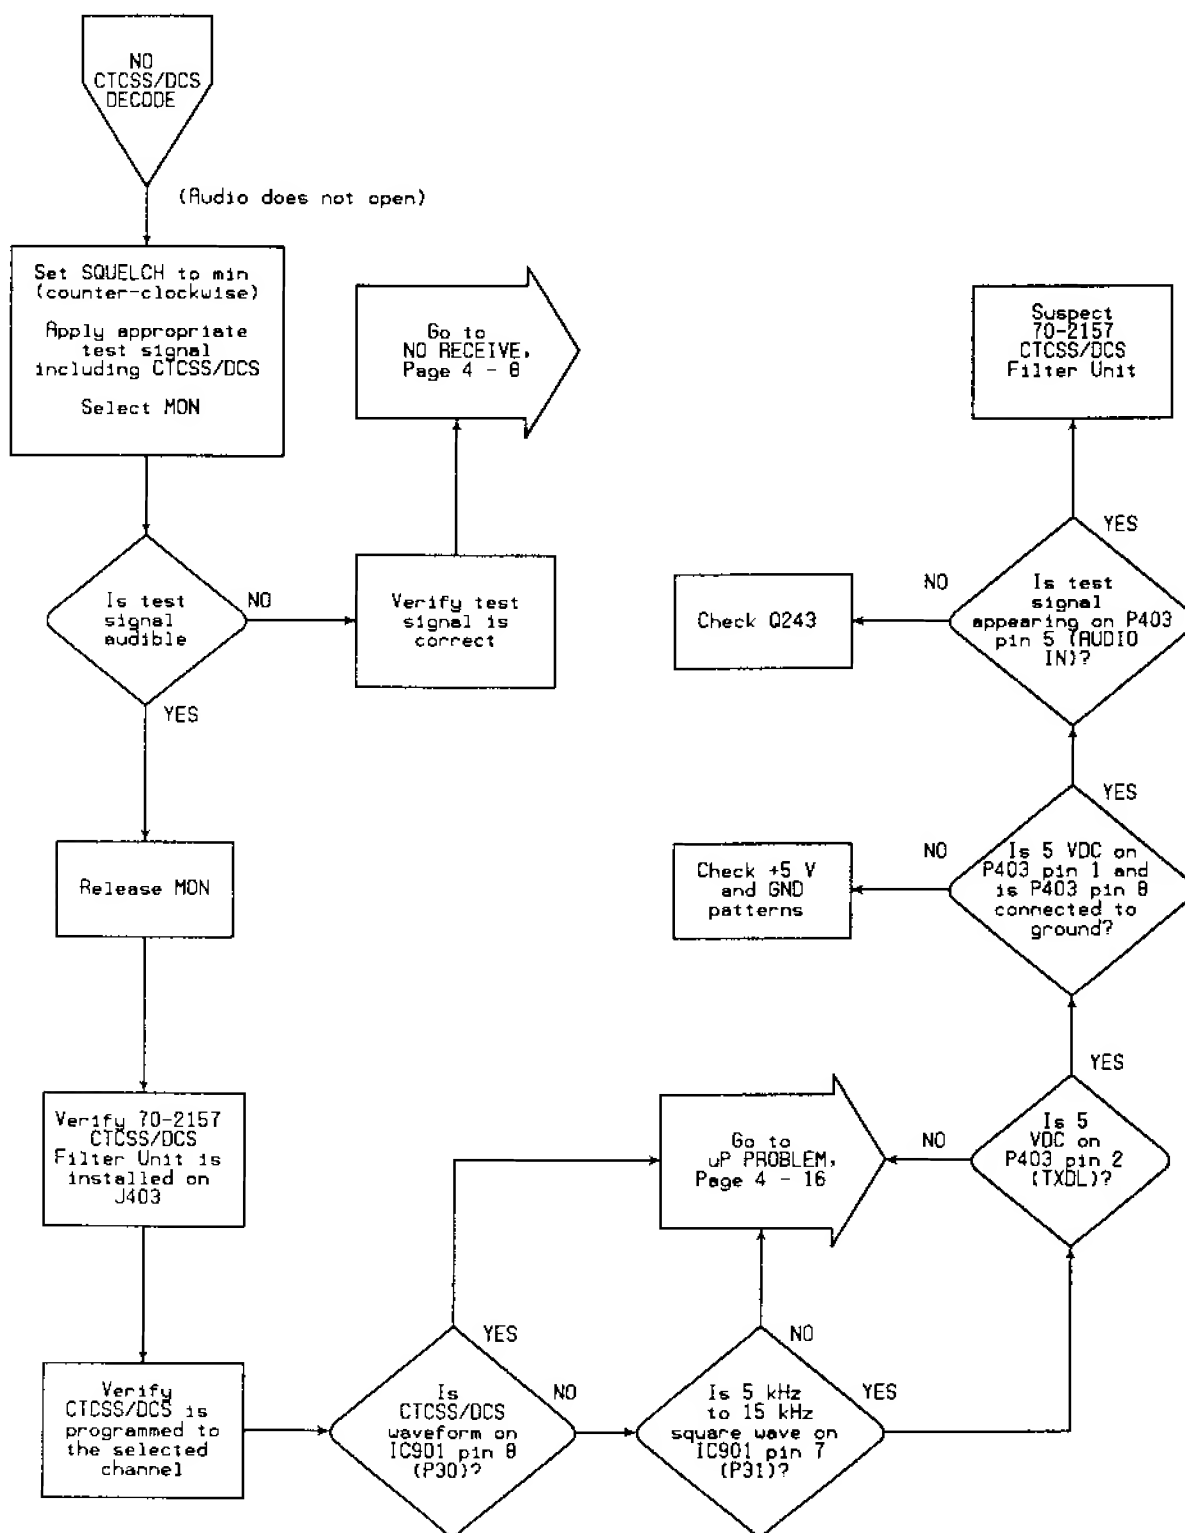 NO
CTCSS/DCS
DECODE
(Audio does not open)
Set SQUELCH to min
(counter-clockwise)
Apply appropriate
test signal
including CTCSS/DCS
Select MON
Go to
NO RECEIVE,
Page 4 - 8
Suspect
70-2157
CTCSS/DCS
Filter Unit
YES
Is test
signal
audible
NO
Verify test
signal is
correct
Check Q243
NO
Is test
signal
appearing on P403
pin 5 (AUDIO
IN)?
YES
YES
Release MON
Check +5 V
and GND
patterns
NO
Is 5 VDC on
P403 pin 1 and
is P403 pin 8
connected to
ground?
YES
Verify 70-2157
CTCSS/DCS
Filter Unit is
installed on
J403
Go to
uP PROBLEM,
Page 4 - 16
NO
Is 5
VDC on
P403 pin 2
(TXDL)?
Verify
CTCSS/DCS is
programmed to
the selected
channel
YES
Is
CTCSS/DCS
waveform on
IC901 pin 8
(P30)?
NO
NO
Is 5 kHz
to 15 kHz
square wave on
IC901 pin 7
(P31)?
YES